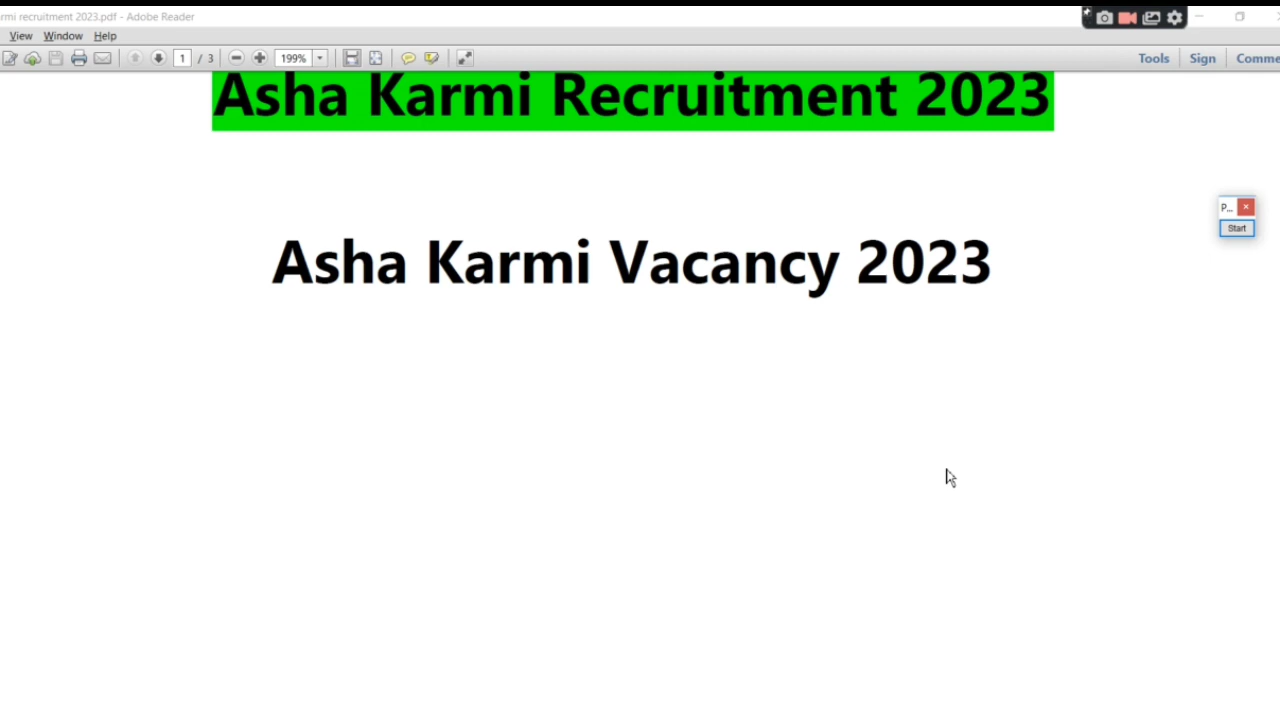 rmi recruitment 2023.pdf - Adobe Reader
View Window Help
1 / 3 199% Tools Sign Comme
Asha Karmi Recruitment 2023
P...
Start
Asha Karmi Vacancy 2023